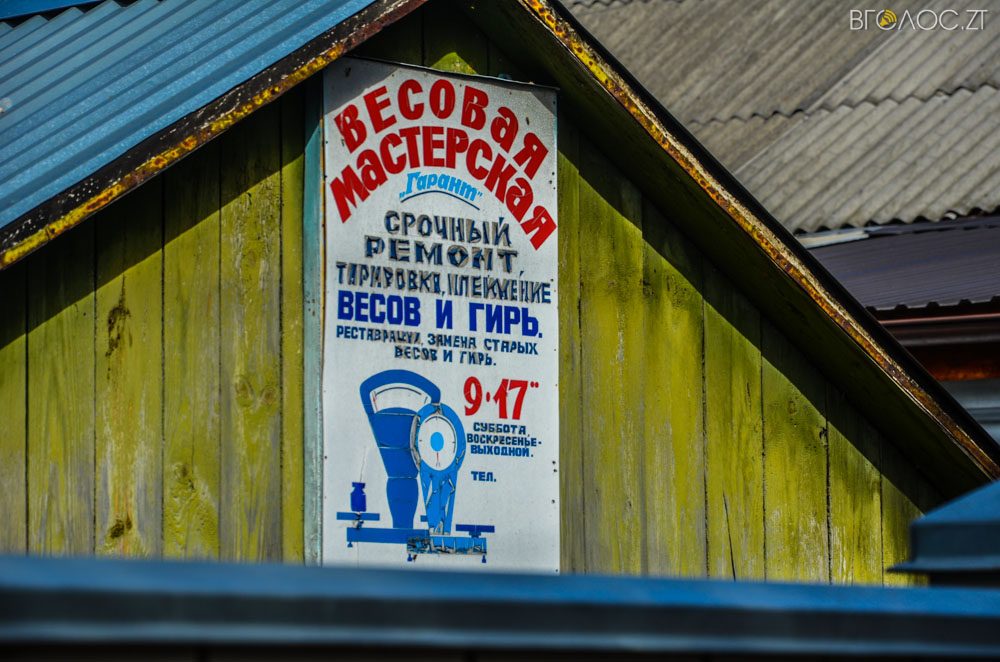 ВГОЛОС.ZT
ВЕСОВАЯ
МАСТЕРСКАЯ
„Гарант"
СРОЧНЫЙ
РЕМОНТ,
ТАРИРОВКА, КЛЕЙМЕНИЕ
ВЕСОВ И ГИРЬ.
РЕСТАВРАЦИЯ, ЗАМЕНА СТАРЫХ
ВЕСОВ И ГИРЬ.
9-17°°
СУББОТА,
ВОСКРЕСЕНЬЕ-
ВЫХОДНОЙ.
ТЕЛ.